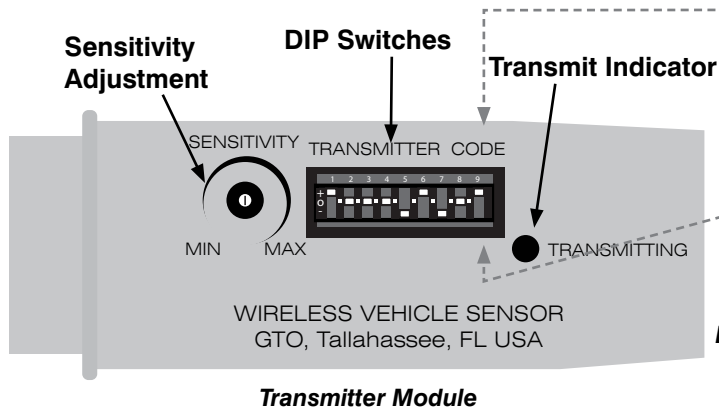 Sensitivity
Adjustment
DIP Switches
Transmit Indicator
SENSITIVITY
TRANSMITTER CODE
1 2 3 4 5 6 7 8 9
+
o
-
MIN MAX
TRANSMITTING
WIRELESS VEHICLE SENSOR
GTO, Tallahassee, FL USA
Transmitter Module